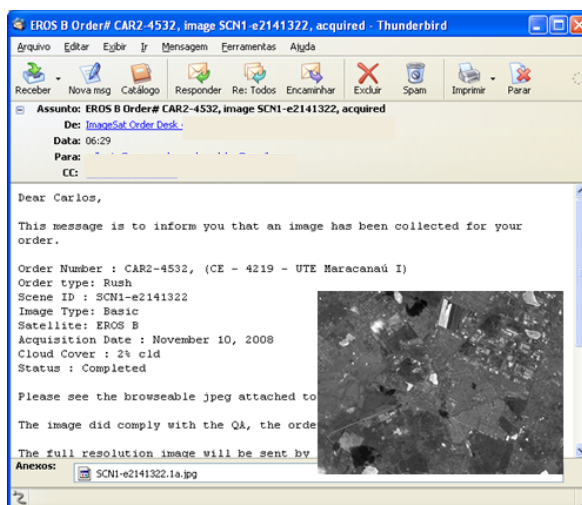 EROS B Order# CAR2-4532, image SCN1-e2141322, acquired - Thunderbird
Arquivo Editar Exibir Ir Mensagem Ferramentas Ajuda
Receber Nova msg Catálogo Responder Re: Todos Encaminhar Excluir Spam Imprimir Parar
Assunto: EROS B Order# CAR2-4532, image SCN1-e2141322, acquired
De: ImageSat Order Desk
Data: 06:29
Para:
CC:
Dear Carlos,
This message is to inform you that an image has been collected for your
order.
Order Number : CAR2-4532, (CE - 4219 - UTE Maracanaú I)
Order type: Rush
Scene ID : SCN1-e2141322
Image Type: Basic
Satellite: EROS B
Acquisition Date : November 10, 2008
Cloud Cover : 2% cld
Status : Completed
Please see the browseable jpeg attached to
The image did comply with the QA, the orde
The full resolution image will be sent by
Anexos: SCN1-e2141322.1a.jpg